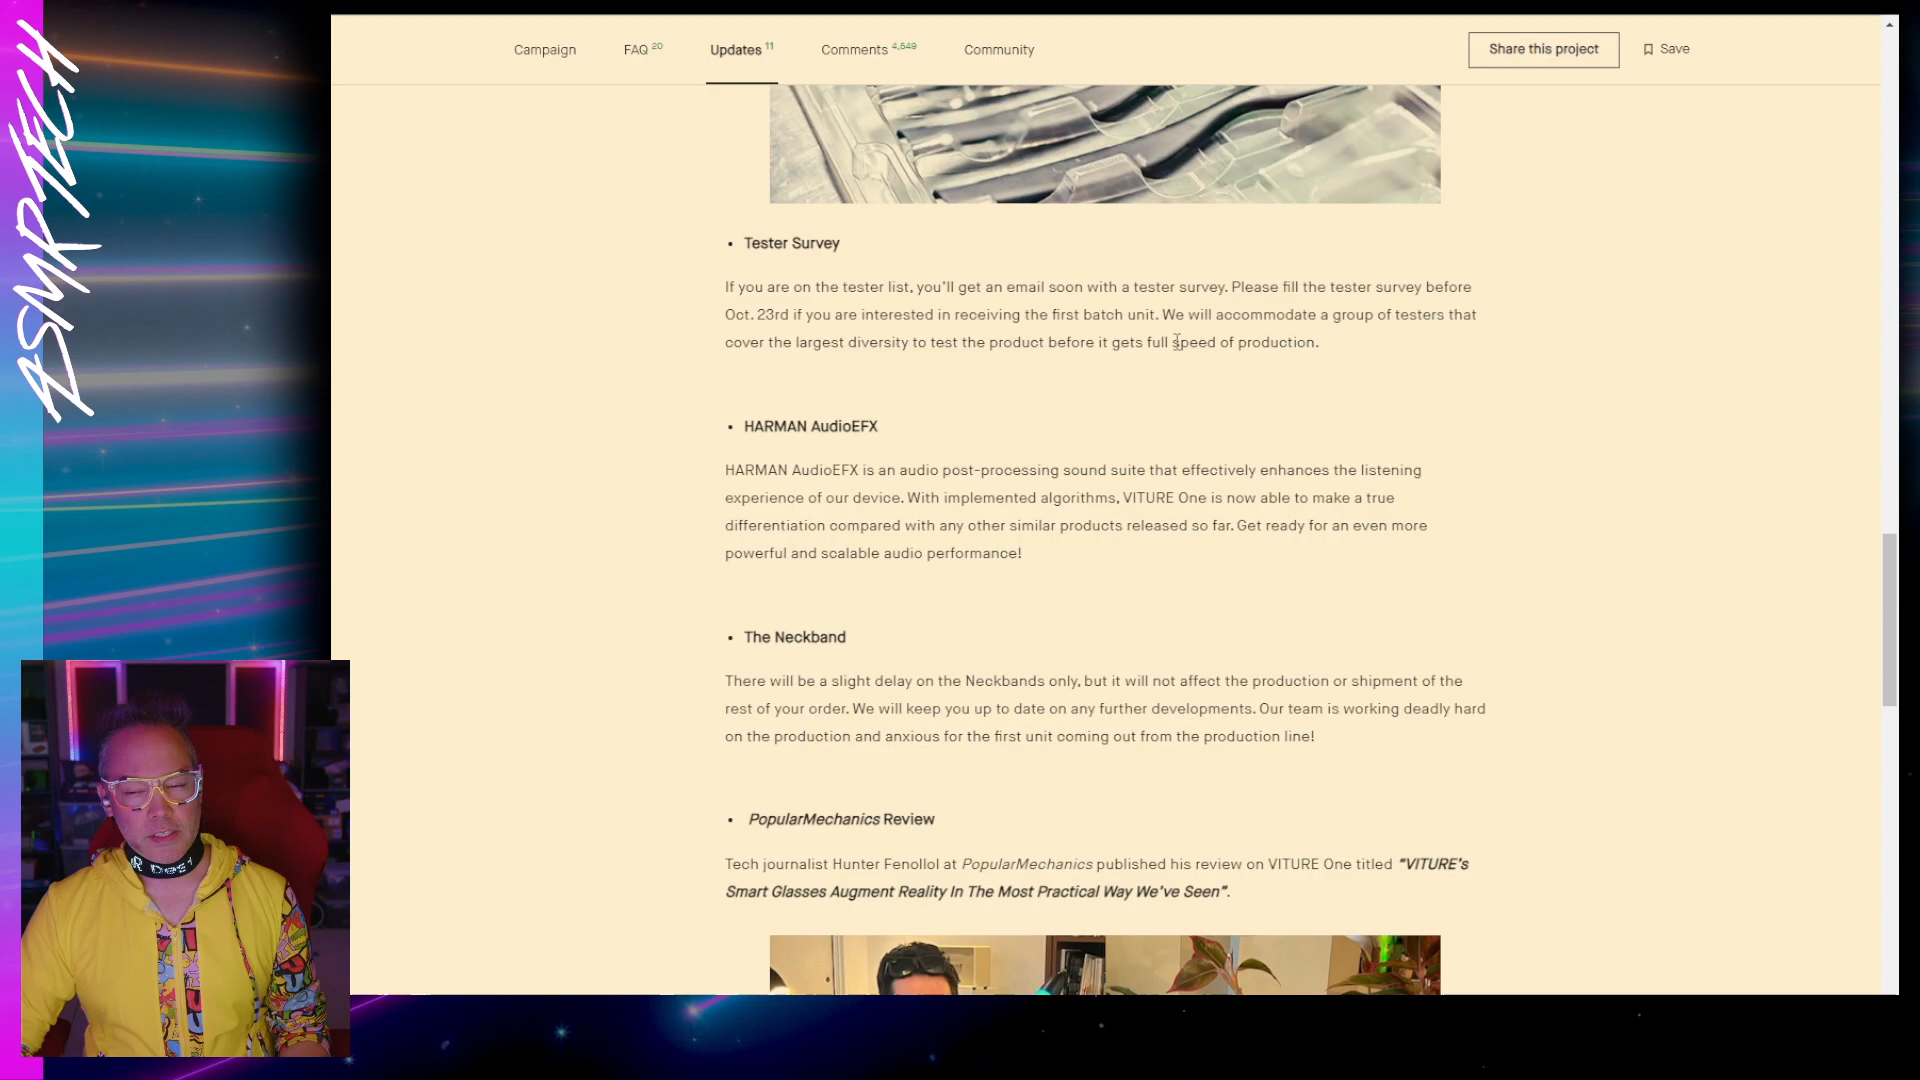 ASMRTECH
Campaign
FAQ 20
Updates 11
Comments 4,549
Community
Share this project
Save
• Tester Survey
If you are on the tester list, you'll get an email soon with a tester survey. Please fill the tester survey before
Oct. 23rd if you are interested in receiving the first batch unit. We will accommodate a group of testers that
cover the largest diversity to test the product before it gets full speed of production.
• HARMAN AudioEFX
HARMAN AudioEFX is an audio post-processing sound suite that effectively enhances the listening
experience of our device. With implemented algorithms, VITURE One is now able to make a true
differentiation compared with any other similar products released so far. Get ready for an even more
powerful and scalable audio performance!
• The Neckband
There will be a slight delay on the Neckbands only, but it will not affect the production or shipment of the
rest of your order. We will keep you up to date on any further developments. Our team is working deadly hard
on the production and anxious for the first unit coming out from the production line!
• PopularMechanics Review
Tech journalist Hunter Fenollol at PopularMechanics published his review on VITURE One titled “VITURE's
Smart Glasses Augment Reality In The Most Practical Way We've Seen”.